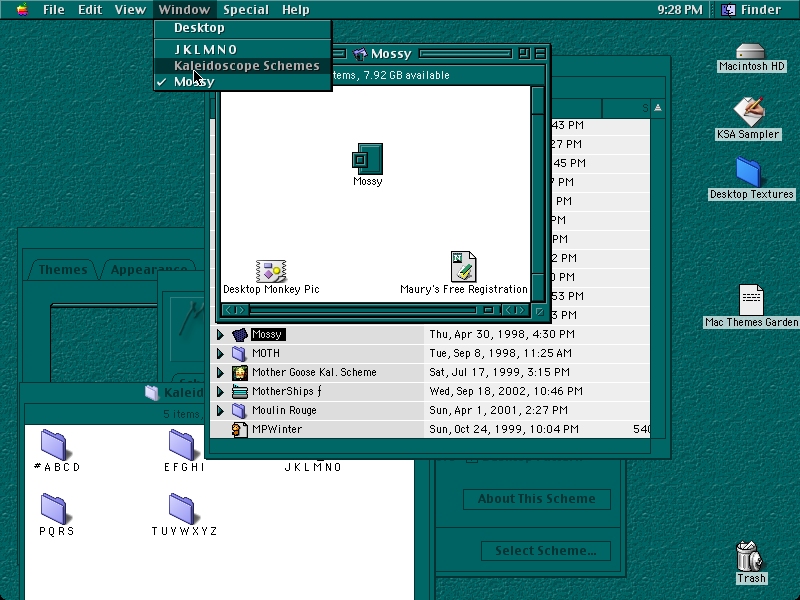 File Edit View Window Special Help 9:28 PM Finder
Desktop
JKLMNO
Kaleidoscope Schemes
✓ Mossy
Mossy
items, 7.92 GB available
Mossy
Desktop Monkey Pic
Maury's Free Registration
43 PM
27 PM
45 PM
7 PM
PM
PM
PM
2 PM
0 PM
53 PM
3 PM
Mossy Thu, Apr 30, 1998, 4:30 PM
MOTH Tue, Sep 8, 1998, 11:25 AM
Mother Goose Kal. Scheme Sat, Jul 17, 1999, 3:15 PM
MotherShips ƒ Wed, Sep 18, 2002, 10:46 PM
Moulin Rouge Sun, Apr 1, 2001, 2:27 PM
MPWinter Sun, Oct 24, 1999, 10:04 PM 540
Themes Appearance
Kaleid
5 items,
#ABCD
EFGHI
JKLMNO
PQRS
TUVWXYZ
About This Scheme
Select Scheme...
Macintosh HD
KSA Sampler
Desktop Textures
Mac Themes Garden
Trash